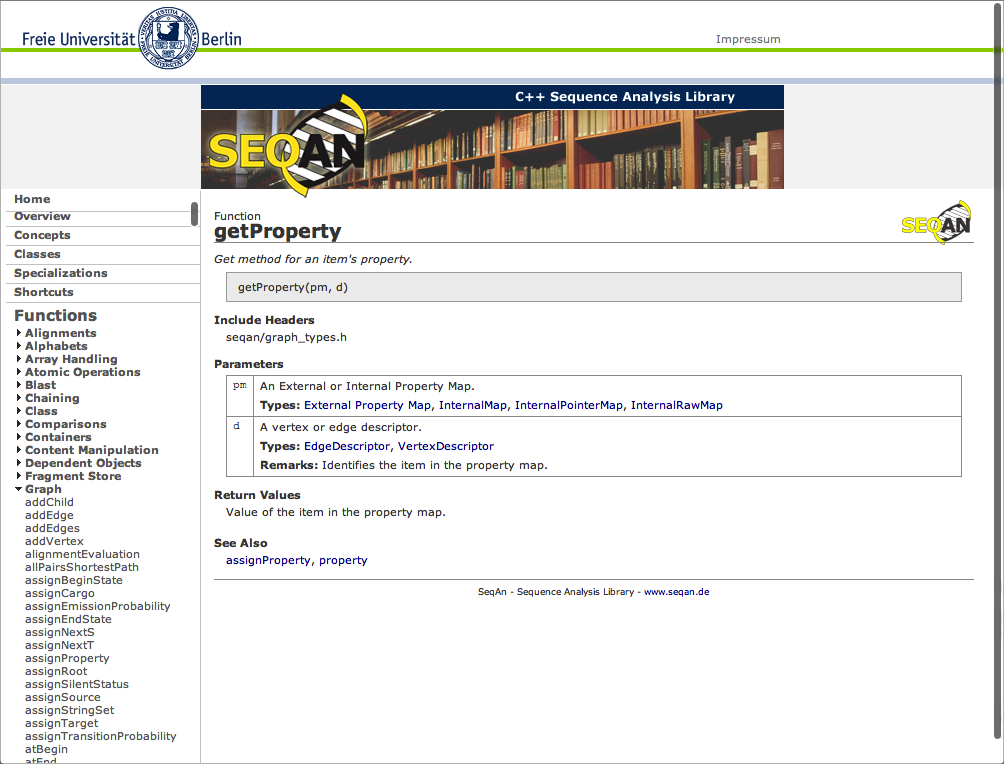 Freie Universität Berlin
Impressum
C++ Sequence Analysis Library
SEQAN
Home
Overview
Concepts
Classes
Specializations
Shortcuts
Functions
Alignments
Alphabets
Array Handling
Atomic Operations
Blast
Chaining
Class
Comparisons
Containers
Content Manipulation
Dependent Objects
Fragment Store
Graph
addChild
addEdge
addEdges
addVertex
alignmentEvaluation
allPairsShortestPath
assignBeginState
assignCargo
assignEmissionProbability
assignEndState
assignNextS
assignNextT
assignProperty
assignRoot
assignSilentStatus
assignSource
assignStringSet
assignTarget
assignTransitionProbability
atBegin
atEnd
Function
getProperty
SEQAN
Get method for an item's property.
getProperty(pm, d)
Include Headers
seqan/graph_types.h
Parameters
pm An External or Internal Property Map.
Types: External Property Map, InternalMap, InternalPointerMap, InternalRawMap
d A vertex or edge descriptor.
Types: EdgeDescriptor, VertexDescriptor
Remarks: Identifies the item in the property map.
Return Values
Value of the item in the property map.
See Also
assignProperty, property
SeqAn - Sequence Analysis Library - www.seqan.de